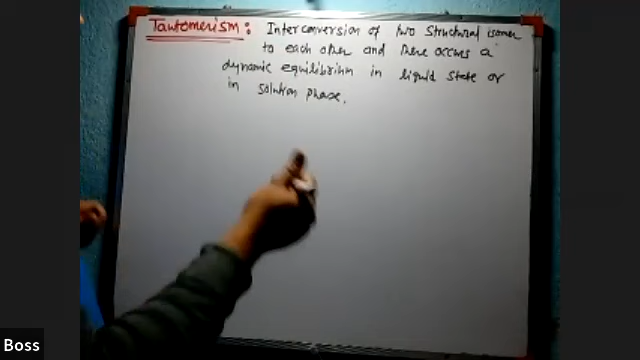 Tautomerism: Interconversion of two structural isomer
to each other and there occurs a
dynamic equilibrium in liquid state or
in solution phase.
Boss